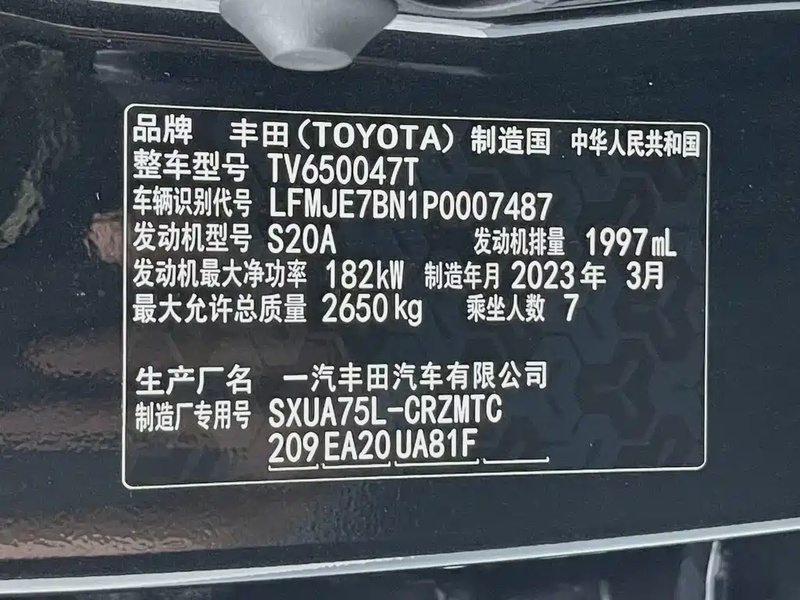 品牌 丰田(TOYOTA) 制造国 中华人民共和国
整车型号 TV650047T
车辆识别代号 LFMJE7BN1P0007487
发动机型号 S20A 发动机排量 1997mL
发动机最大净功率 182kW 制造年月 2023年 3月
最大允许总质量 2650kg 乘坐人数 7
生产厂名 一汽丰田汽车有限公司
制造厂专用号 SXUA75L-CRZMTC
209 EA20 UA81F